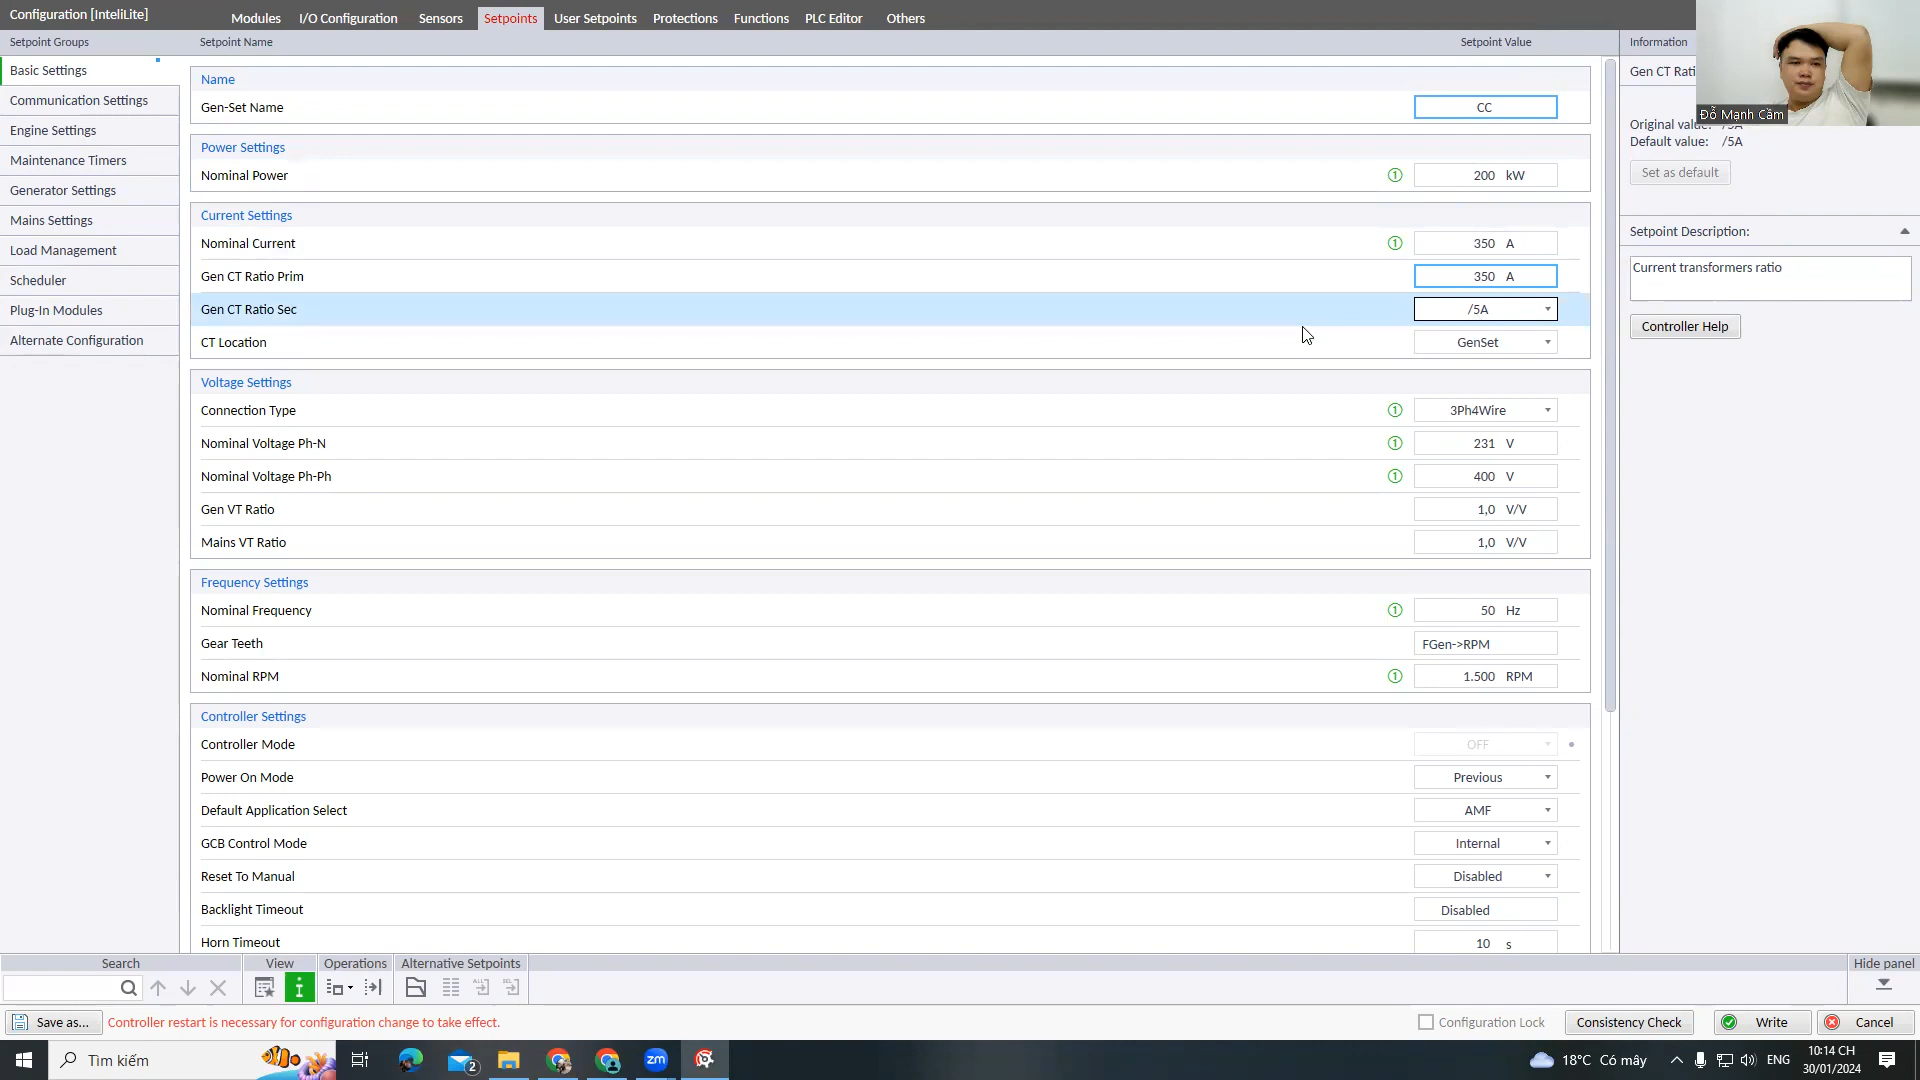 Configuration [InteliLite]
Modules I/O Configuration Sensors Setpoints User Setpoints Protections Functions PLC Editor Others
Setpoint Groups Setpoint Name Setpoint Value Information
Basic Settings
Communication Settings
Engine Settings
Maintenance Timers
Generator Settings
Mains Settings
Load Management
Scheduler
Plug-In Modules
Alternate Configuration
Name
Gen-Set Name CC
Power Settings
Nominal Power 1 200 kW
Current Settings
Nominal Current 1 350 A
Gen CT Ratio Prim 350 A
Gen CT Ratio Sec /5A
CT Location GenSet
Voltage Settings
Connection Type 1 3Ph4Wire
Nominal Voltage Ph-N 1 231 V
Nominal Voltage Ph-Ph 1 400 V
Gen VT Ratio 1,0 V/V
Mains VT Ratio 1,0 V/V
Frequency Settings
Nominal Frequency 1 50 Hz
Gear Teeth FGen->RPM
Nominal RPM 1 1.500 RPM
Controller Settings
Controller Mode OFF
Power On Mode Previous
Default Application Select AMF
GCB Control Mode Internal
Reset To Manual Disabled
Backlight Timeout Disabled
Horn Timeout 10 s
Gen CT Rati
Đỗ Mạnh Cầm
Original value: /5A
Default value: /5A
Set as default
Setpoint Description:
Current transformers ratio
Controller Help
Search View Operations Alternative Setpoints Hide panel
Save as... Controller restart is necessary for configuration change to take effect. Configuration Lock Consistency Check Write Cancel
Tìm kiếm 2 zm 18°C Có mây ENG 10:14 CH
30/01/2024